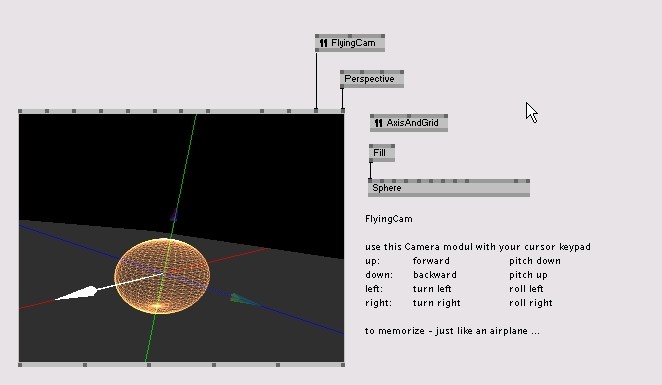 FlyingCam
Perspective
AxisAndGrid
Fill
Sphere
FlyingCam
use this Camera modul with your cursor keypad
up: forward pitch down
down: backward pitch up
left: turn left roll left
right: turn right roll right
to memorize - just like an airplane ...